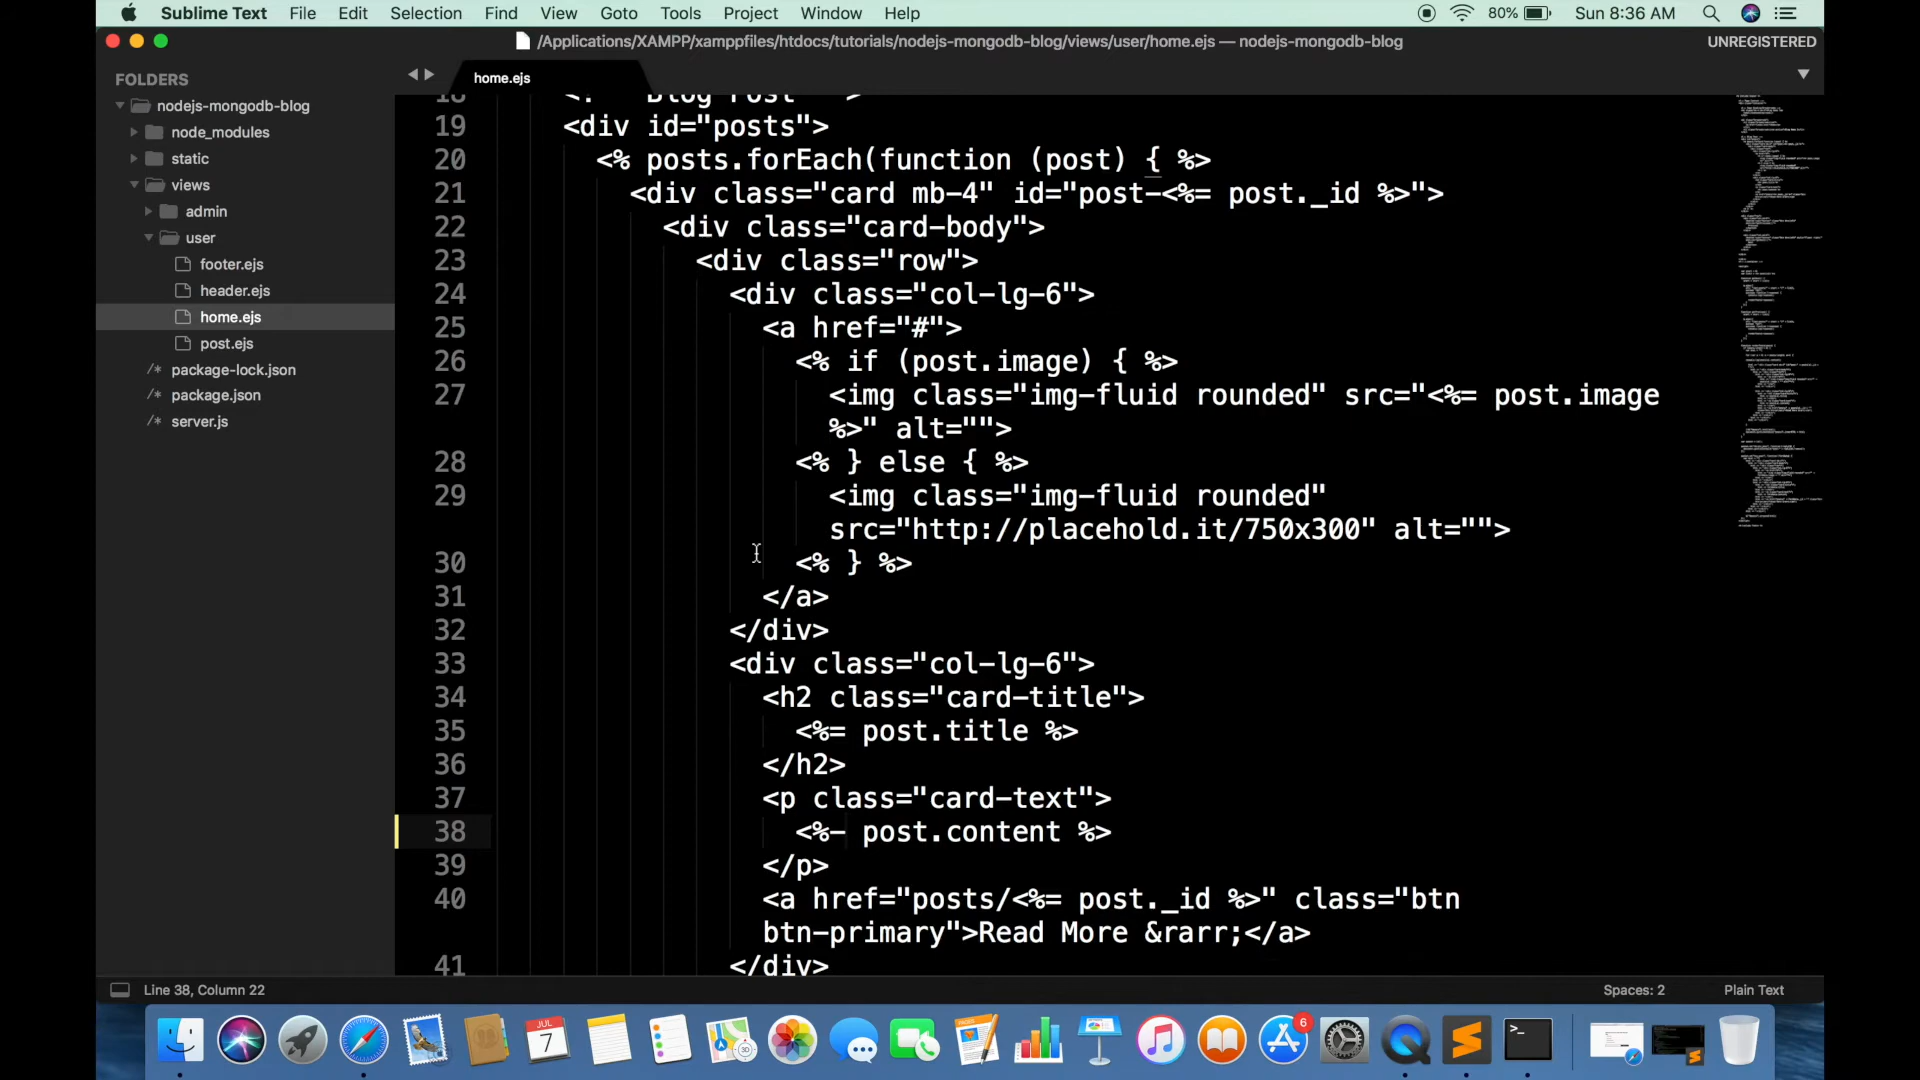 Sublime Text File Edit Selection Find View Goto Tools Project Window Help 80% Sun 8:36 AM
/Applications/XAMPP/xamppfiles/htdocs/tutorials/nodejs-mongodb-blog/views/user/home.ejs — nodejs-mongodb-blog UNREGISTERED
FOLDERS
nodejs-mongodb-blog
node_modules
static
views
admin
user
footer.ejs
header.ejs
home.ejs
post.ejs
/* package-lock.json
/* package.json
/* server.js
home.ejs
18 <!-- Blog Post -->
19 <div id="posts">
20 <% posts.forEach(function (post) { %>
21 <div class="card mb-4" id="post-<%= post._id %>">
22 <div class="card-body">
23 <div class="row">
24 <div class="col-lg-6">
25 <a href="#">
26 <% if (post.image) { %>
27 <img class="img-fluid rounded" src="<%= post.image
%>" alt="">
28 <% } else { %>
29 <img class="img-fluid rounded"
src="http://placehold.it/750x300" alt="">
30 <% } %>
31 </a>
32 </div>
33 <div class="col-lg-6">
34 <h2 class="card-title">
35 <%= post.title %>
36 </h2>
37 <p class="card-text">
38 <%- post.content %>
39 </p>
40 <a href="posts/<%= post._id %>" class="btn
btn-primary">Read More &rarr;</a>
41 </div>
Line 38, Column 22 Spaces: 2 Plain Text
JUL
7
6